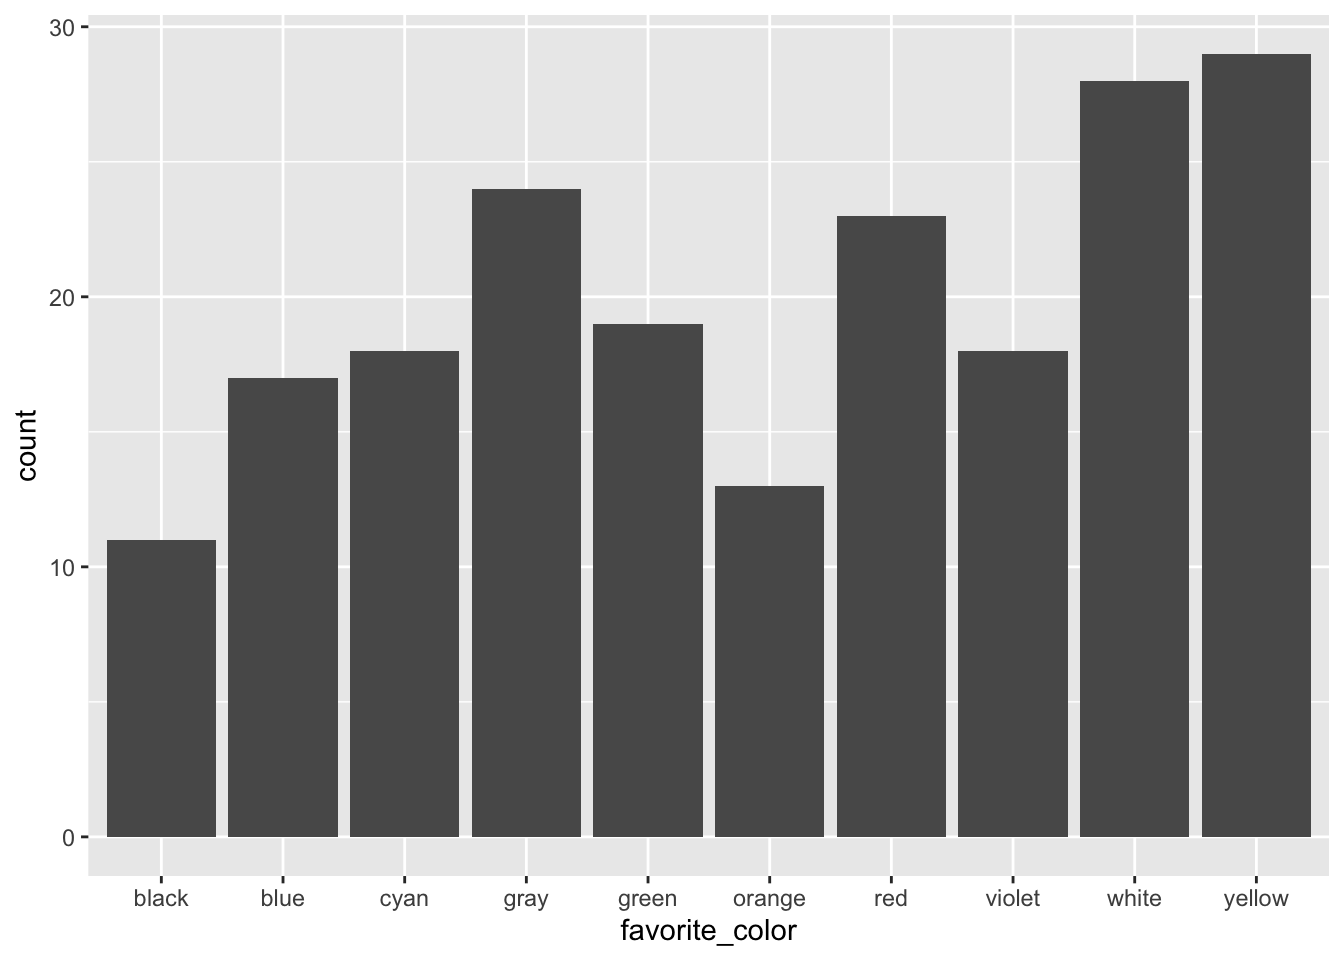 30
20
10
0
count
black blue cyan gray green orange red violet white yellow
favorite_color